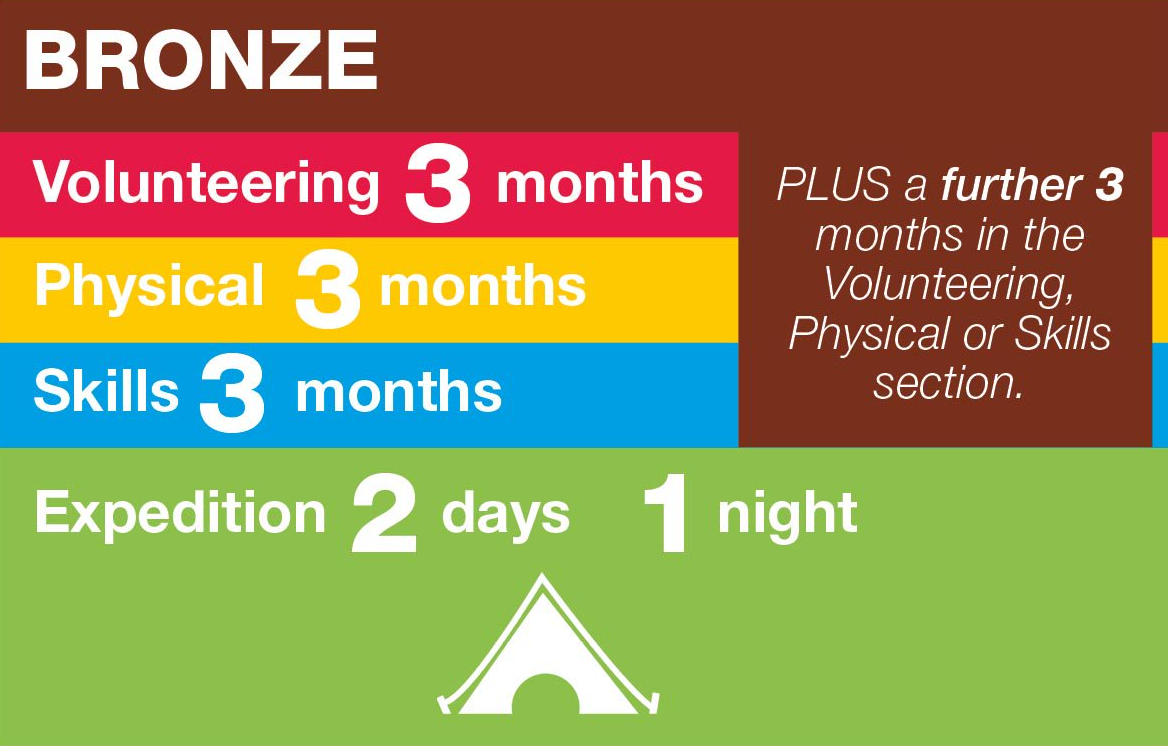 BRONZE
Volunteering 3 months
Physical 3 months
Skills 3 months
PLUS a further 3
months in the
Volunteering,
Physical or Skills
section.
Expedition 2 days 1 night